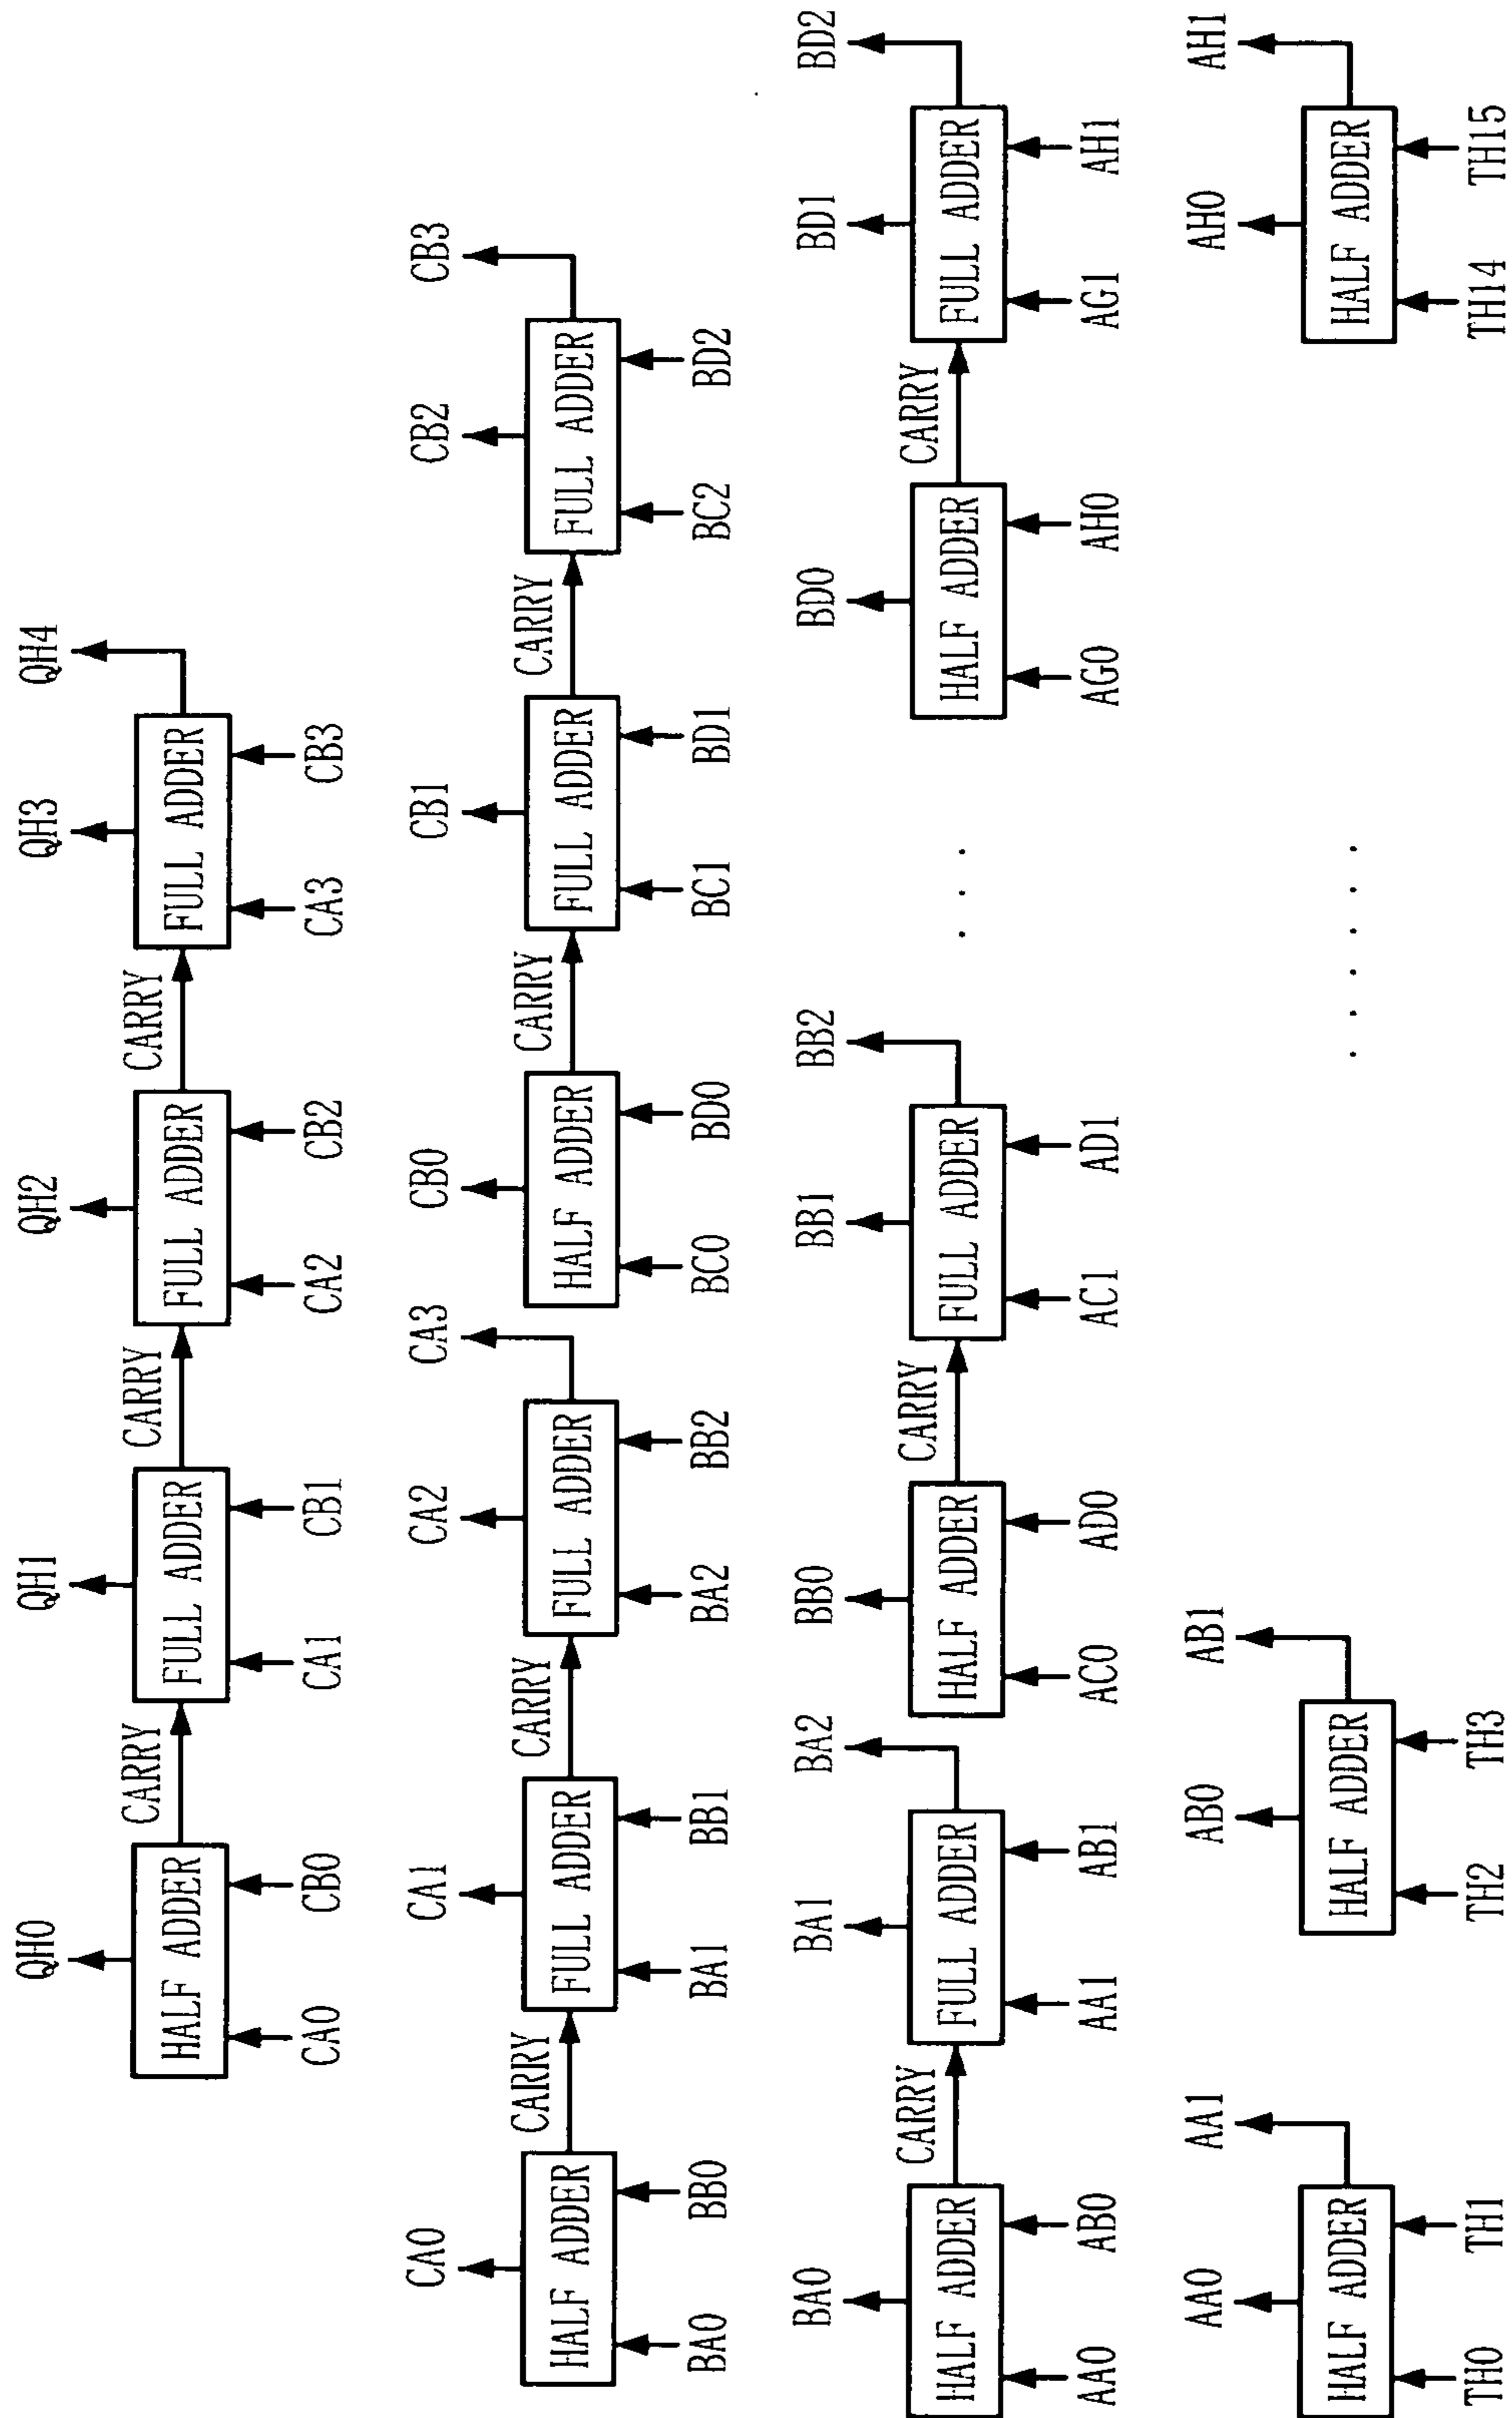 QH0 QH1 QH2 QH3 QH4
HALF ADDER CARRY FULL ADDER CARRY FULL ADDER CARRY FULL ADDER
CA0 CB0 CA1 CB1 CA2 CB2 CA3 CB3
CA0 CA1 CA2 CA3 CB0 CB1 CB2 CB3
HALF ADDER CARRY FULL ADDER CARRY FULL ADDER HALF ADDER CARRY FULL ADDER CARRY FULL ADDER
BA0 BB0 BA1 BB1 BA2 BB2 BC0 BD0 BC1 BD1 BC2 BD2
BA0 BA1 BA2 BB0 BB1 BB2 BD0 BD1 BD2
HALF ADDER CARRY FULL ADDER HALF ADDER CARRY FULL ADDER . . . HALF ADDER CARRY FULL ADDER
AA0 AB0 AA1 AB1 AC0 AD0 AC1 AD1 AG0 AH0 AG1 AH1
AA0 AA1 AB0 AB1 AH0 AH1
HALF ADDER HALF ADDER . . . . . . HALF ADDER
TH0 TH1 TH2 TH3 TH14 TH15